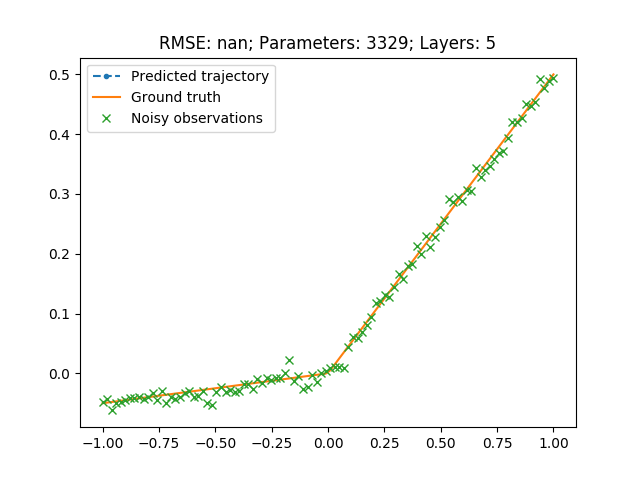 RMSE: nan; Parameters: 3329; Layers: 5
Predicted trajectory
Ground truth
Noisy observations
0.5
0.4
0.3
0.2
0.1
0.0
−1.00 −0.75 −0.50 −0.25 0.00 0.25 0.50 0.75 1.00